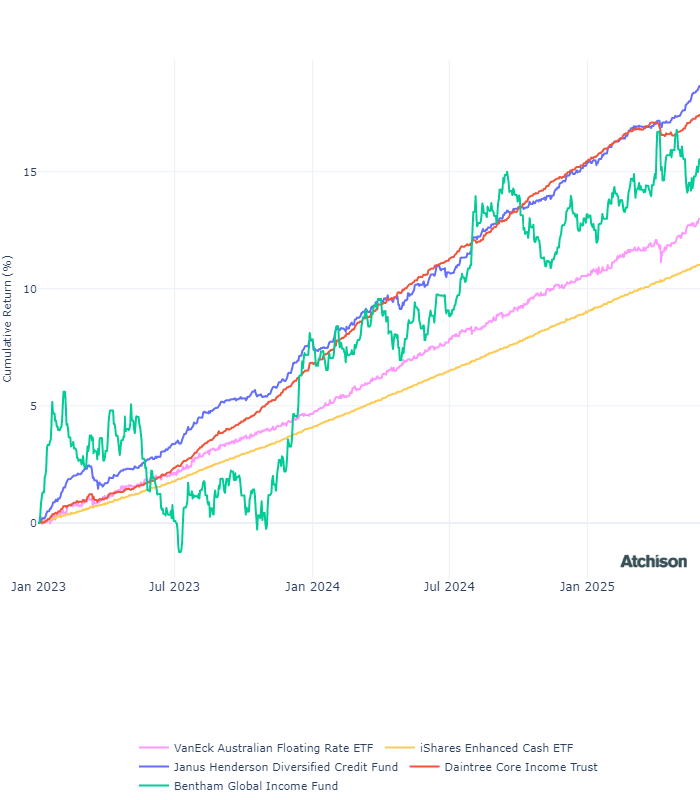 Cumulative Return (%)
15
10
5
0
Jan 2023 Jul 2023 Jan 2024 Jul 2024 Jan 2025
Atchison
VanEck Australian Floating Rate ETF iShares Enhanced Cash ETF
Janus Henderson Diversified Credit Fund Daintree Core Income Trust
Bentham Global Income Fund